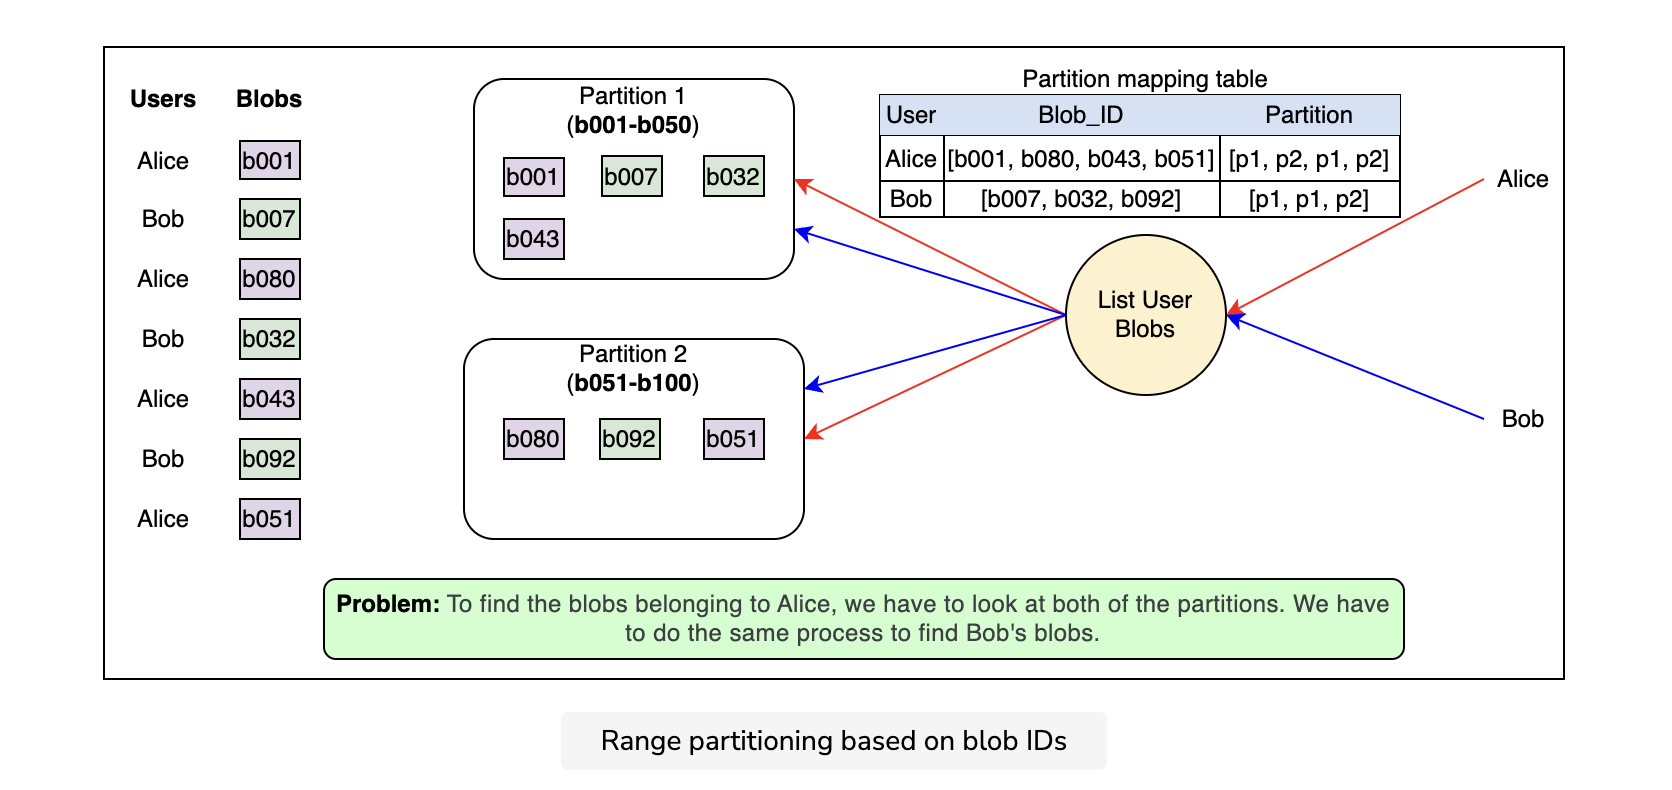 Users Blobs
Alice b001
Bob b007
Alice b080
Bob b032
Alice b043
Bob b092
Alice b051
Partition 1
(b001-b050)
b001 b007 b032
b043
Partition 2
(b051-b100)
b080 b092 b051
Partition mapping table
User Blob_ID Partition
Alice [b001, b080, b043, b051] [p1, p2, p1, p2]
Bob [b007, b032, b092] [p1, p1, p2]
List User
Blobs
Alice
Bob
Problem: To find the blobs belonging to Alice, we have to look at both of the partitions. We have
to do the same process to find Bob's blobs.
Range partitioning based on blob IDs